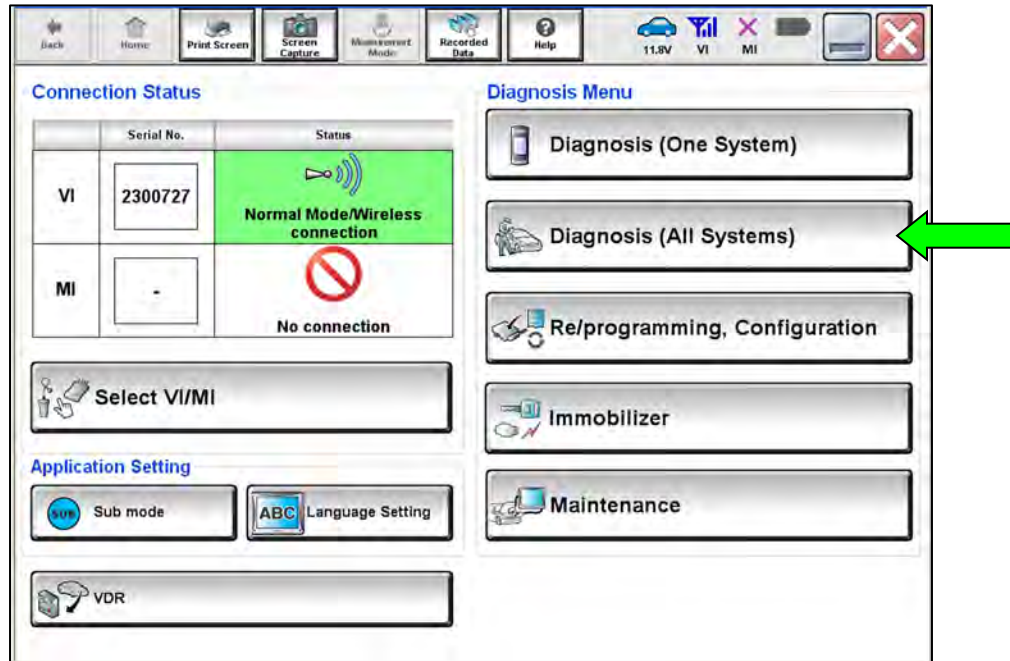 Back
Home
Print Screen
Screen
Capture
Measurement
Mode
Recorded
Data
Help
11.8V
VI
MI
Connection Status
Serial No.
Status
VI
2300727
Normal Mode/Wireless
connection
MI
-
No connection
Select VI/MI
Application Setting
SUB
Sub mode
ABC
Language Setting
VDR
Diagnosis Menu
Diagnosis (One System)
Diagnosis (All Systems)
Re/programming, Configuration
Immobilizer
Maintenance